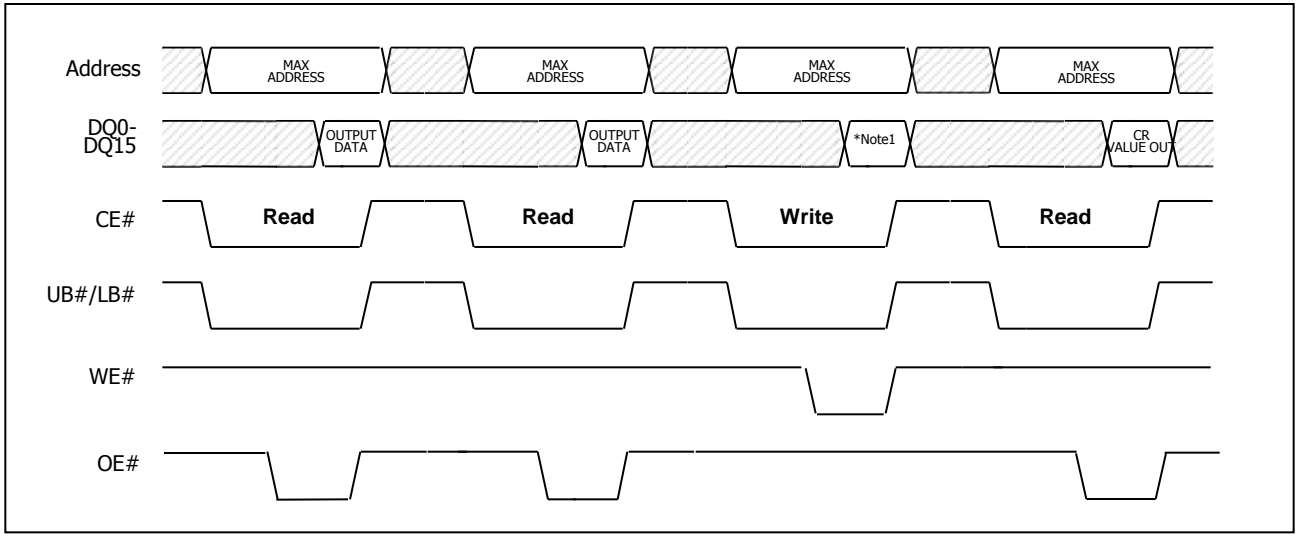 Address
MAX
ADDRESS
MAX
ADDRESS
MAX
ADDRESS
MAX
ADDRESS
DQ0-
DQ15
OUTPUT
DATA
OUTPUT
DATA
*Note1
CR
VALUE OUT
CE#
Read
Read
Write
Read
UB#/LB#
WE#
OE#